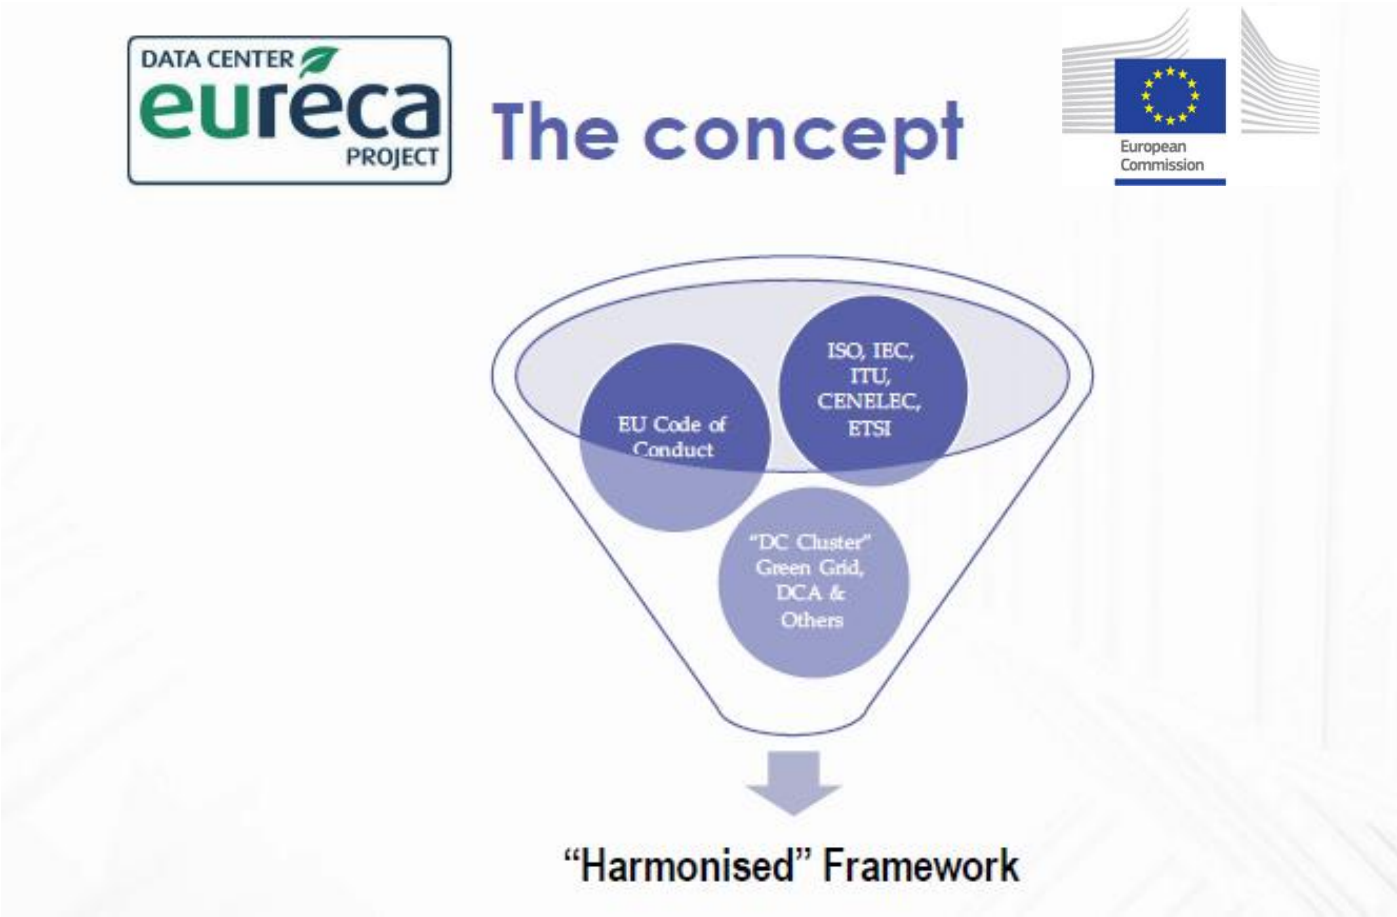 DATA CENTER
euréca
PROJECT
The concept
European
Commission
ISO, IEC,
ITU,
CENELEC,
ETSI
EU Code of
Conduct
“DC Cluster”
Green Grid,
DCA &
Others
“Harmonised” Framework